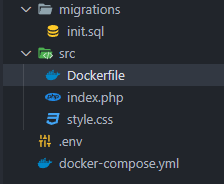 migrations
init.sql
src
Dockerfile
index.php
style.css
.env
docker-compose.yml